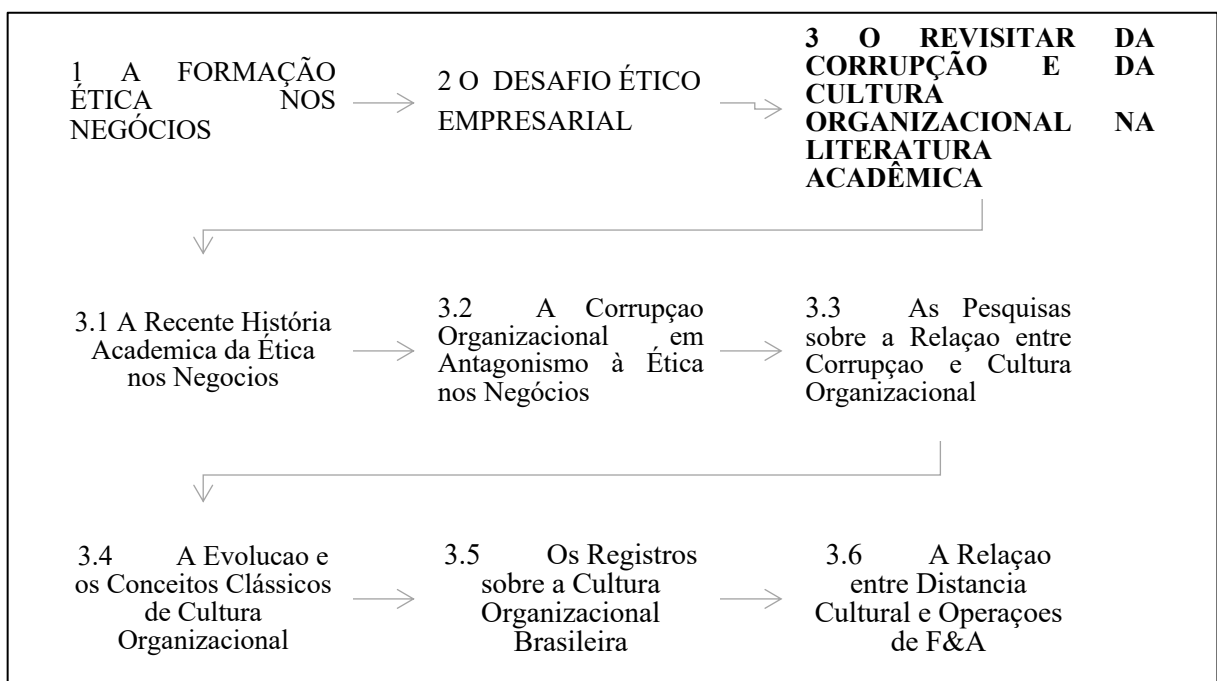 1 A FORMAÇÃO
ÉTICA NOS
NEGÓCIOS
2 O DESAFIO ÉTICO
EMPRESARIAL
3 O REVISITAR DA
CORRUPÇÃO E DA
CULTURA
ORGANIZACIONAL NA
LITERATURA
ACADÊMICA
3.1 A Recente História
Academica da Ética
nos Negocios
3.2 A Corrupçao
Organizacional em
Antagonismo à Ética
nos Negócios
3.3 As Pesquisas
sobre a Relaçao entre
Corrupçao e Cultura
Organizacional
3.4 A Evolucao e
os Conceitos Clássicos
de Cultura
Organizacional
3.5 Os Registros
sobre a Cultura
Organizacional
Brasileira
3.6 A Relaçao
entre Distancia
Cultural e Operaçoes
de F&A